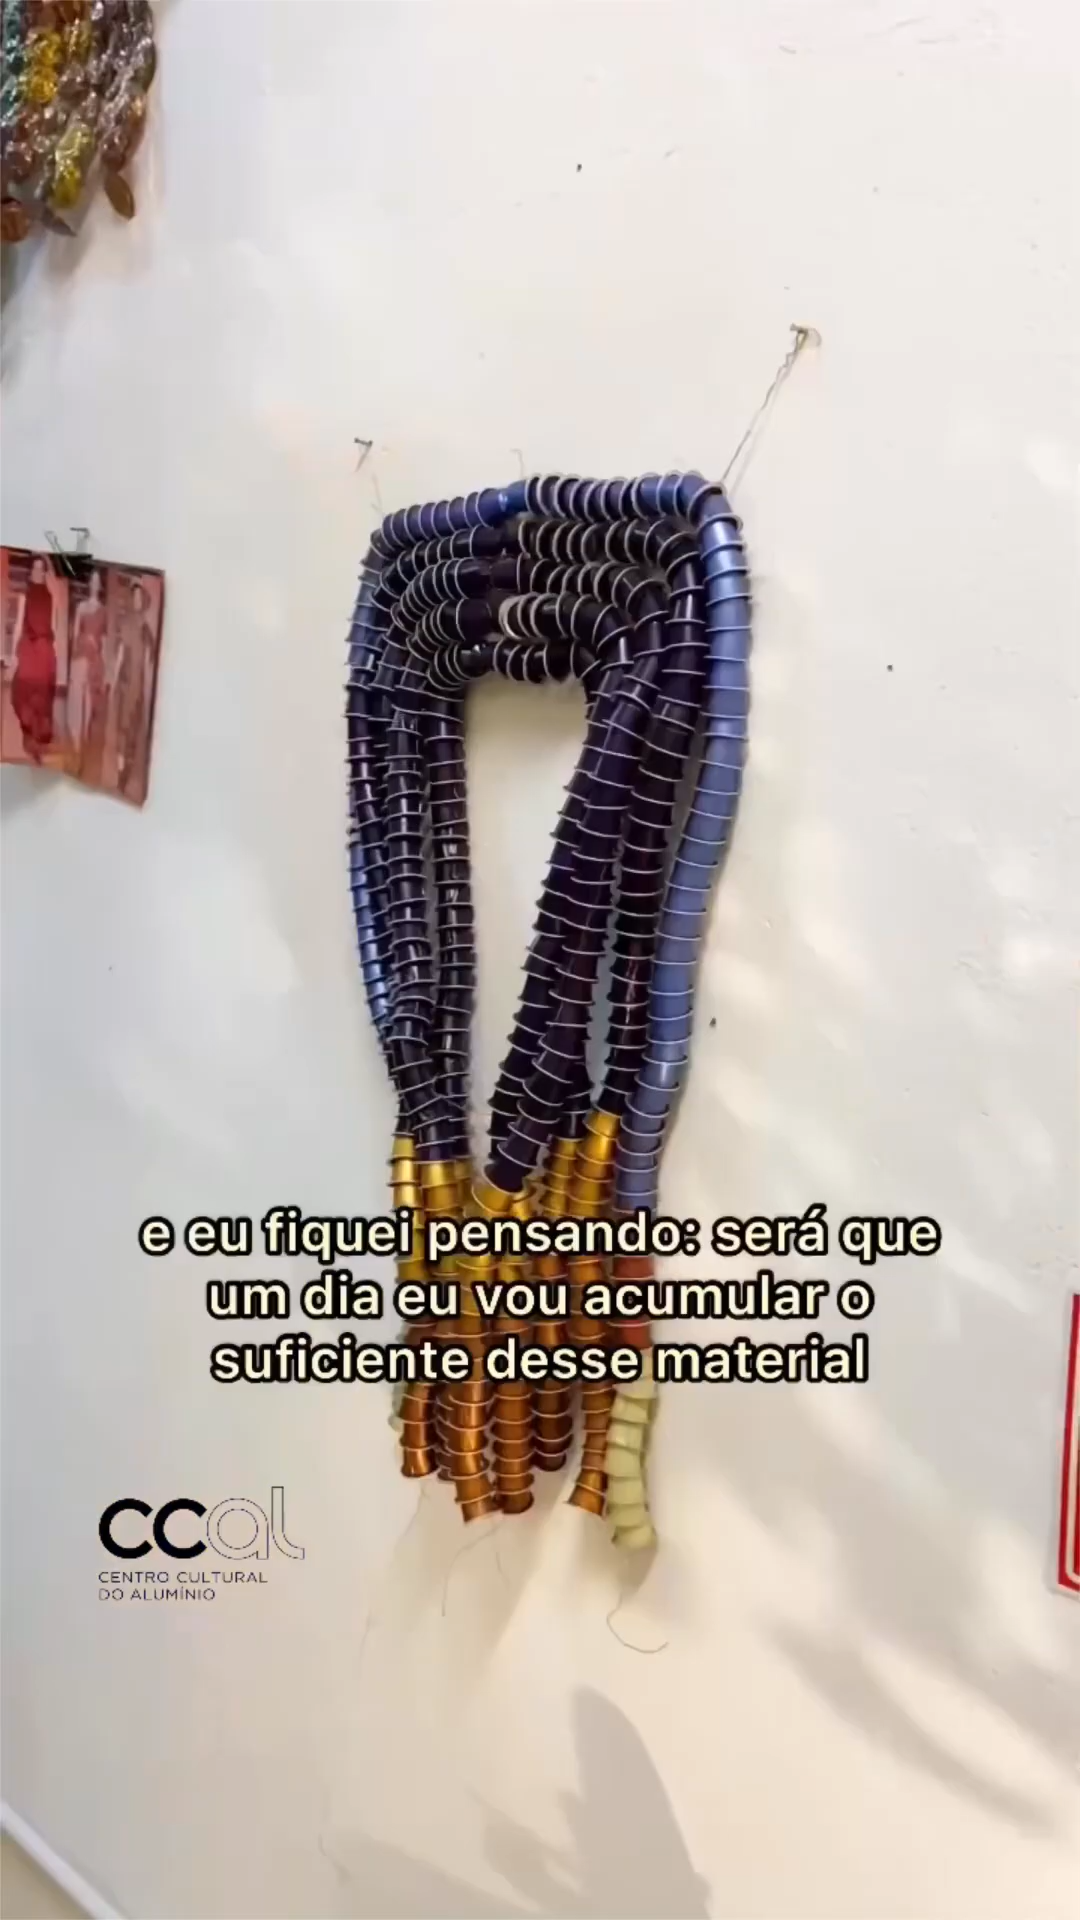 e eu fiquei pensando: será que
um dia eu vou acumular o
suficiente desse material
ccal
CENTRO CULTURAL
DO ALUMÍNIO